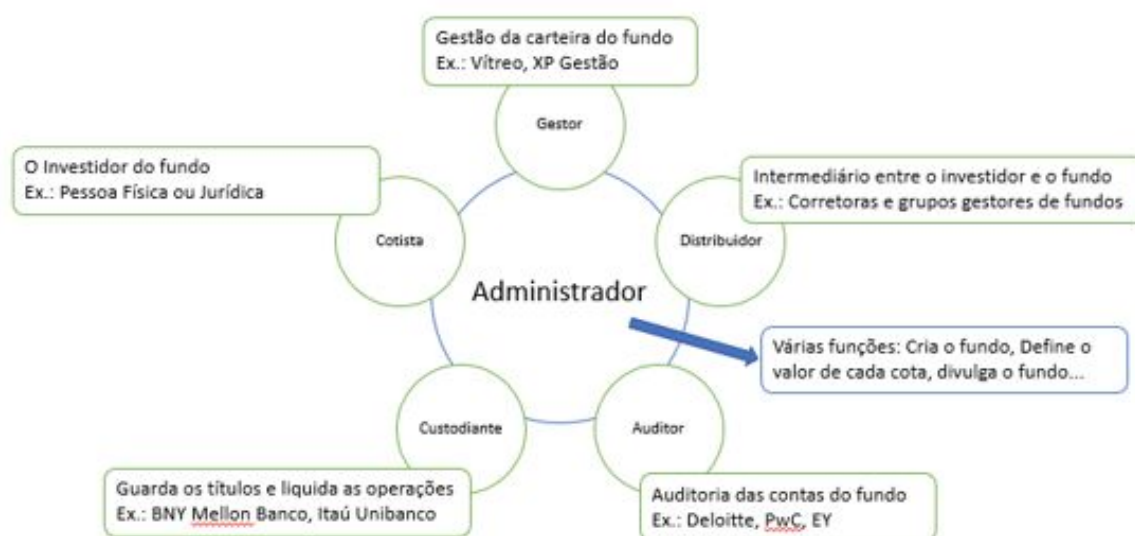 Gestão da carteira do fundo
Ex.: Vítreo, XP Gestão
Gestor
O Investidor do fundo
Ex.: Pessoa Física ou Jurídica
Cotista
Intermediário entre o investidor e o fundo
Ex.: Corretoras e grupos gestores de fundos
Distribuidor
Administrador
Várias funções: Cria o fundo, Define o
valor de cada cota, divulga o fundo...
Custodiante
Guarda os títulos e liquida as operações
Ex.: BNY Mellon Banco, Itaú Unibanco
Auditor
Auditoria das contas do fundo
Ex.: Deloitte, PwC, EY